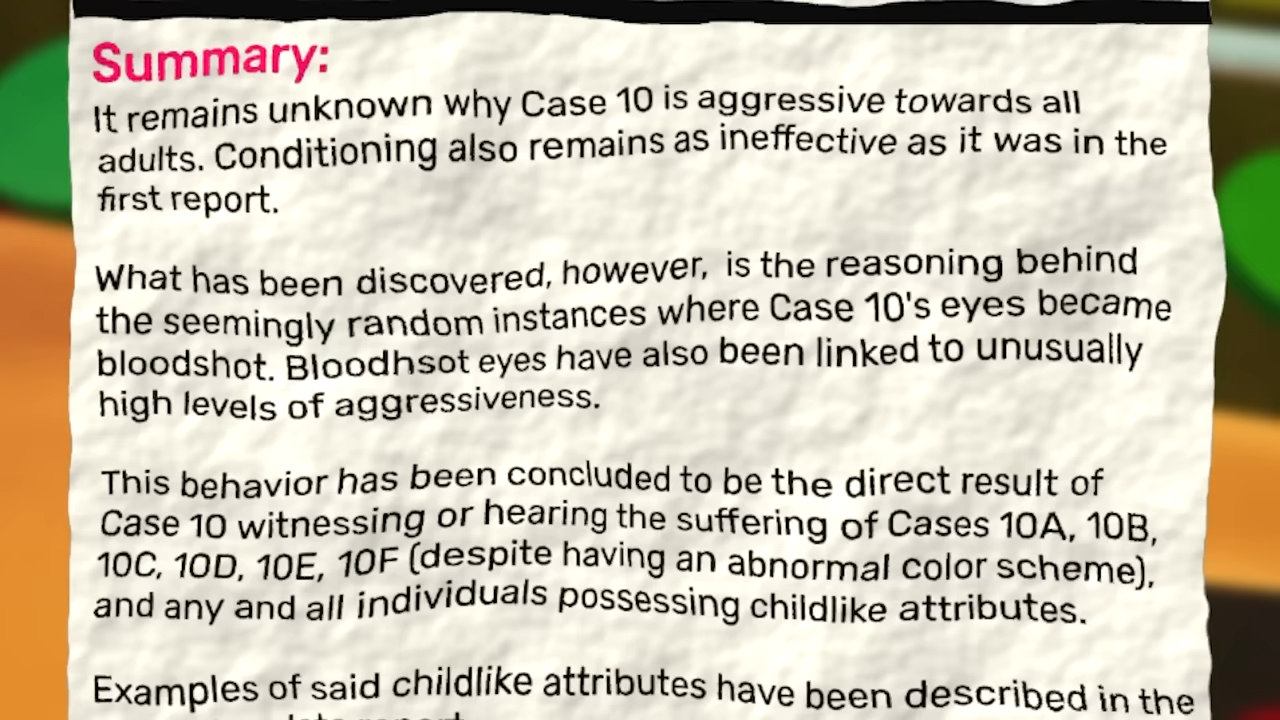 Summary:
It remains unknown why Case 10 is aggressive towards all
adults. Conditioning also remains as ineffective as it was in the
first report.
What has been discovered, however, is the reasoning behind
the seemingly random instances where Case 10's eyes became
bloodshot. Bloodhsot eyes have also been linked to unusually
high levels of aggressiveness.
This behavior has been concluded to be the direct result of
Case 10 witnessing or hearing the suffering of Cases 10A, 10B,
10C, 10D, 10E, 10F (despite having an abnormal color scheme),
and any and all individuals possessing childlike attributes.
Examples of said childlike attributes have been described in the
report.